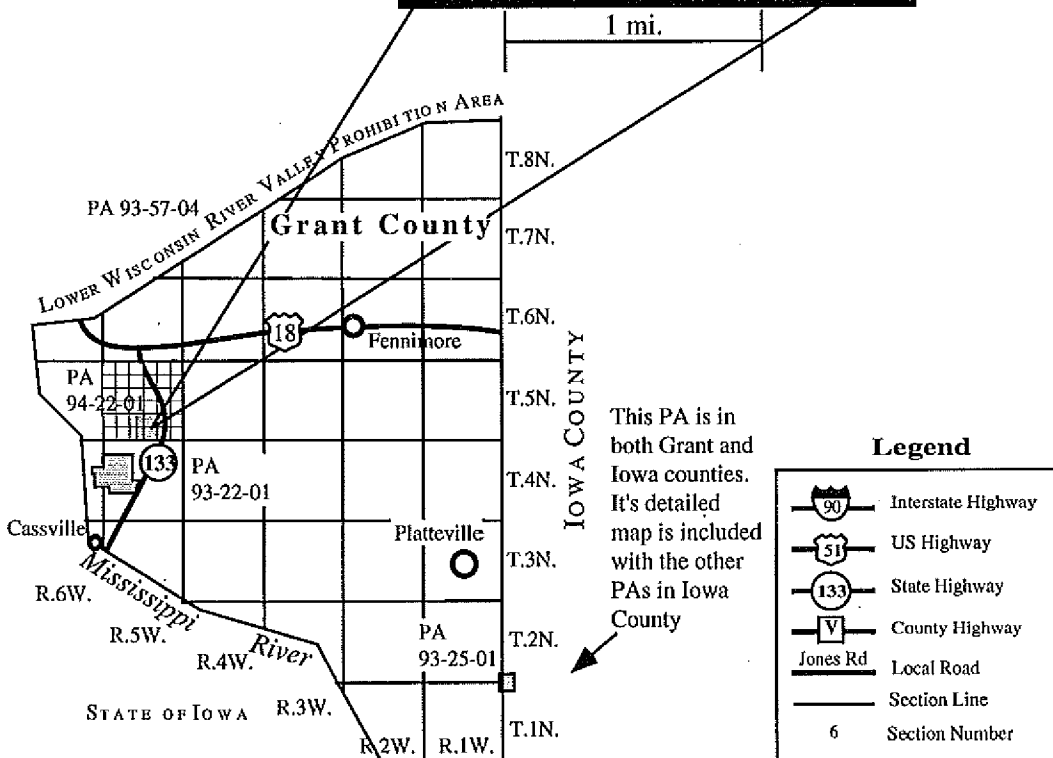 1 mi.
LOWER WISCONSIN RIVER VALLEY PROHIBITION AREA
T.8N.
PA 93-57-04
Grant County
T.7N.
T.6N.
18
Fennimore
PA
94-22-01
T.5N.
IOWA COUNTY
This PA is in
both Grant and
Iowa counties.
It's detailed
map is included
with the other
PAs in Iowa
County
133
PA
93-22-01
T.4N.
Cassville
Platteville
T.3N.
Mississippi
River
R.6W.
R.5W.
R.4W.
PA
93-25-01
T.2N.
STATE OF IOWA
R.3W.
R.2W.
R.1W.
T.1N.
Legend
90 Interstate Highway
51 US Highway
133 State Highway
V County Highway
Jones Rd Local Road
Section Line
6 Section Number